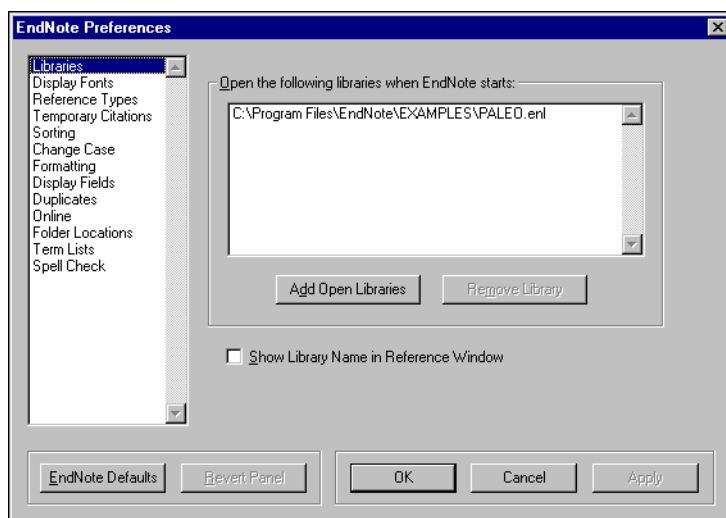 EndNote Preferences
Libraries
Display Fonts
Reference Types
Temporary Citations
Sorting
Change Case
Formatting
Display Fields
Duplicates
Online
Folder Locations
Term Lists
Spell Check
Open the following libraries when EndNote starts:
C:\Program Files\EndNote\EXAMPLES\PALEO.enl
Add Open Libraries
Remove Library
Show Library Name in Reference Window
EndNote Defaults
Revert Panel
OK
Cancel
Apply